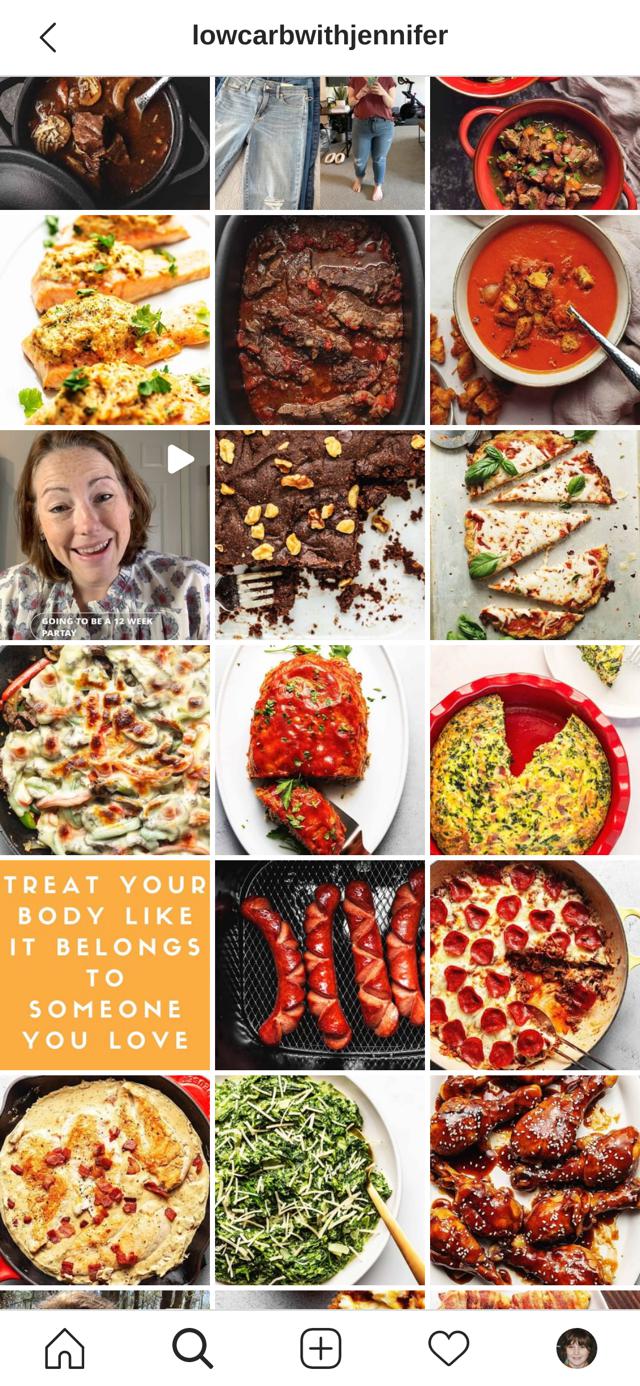 lowcarbwithjennifer
GOING TO BE A 12 WEEK
PARTAY
TREAT YOUR
BODY LIKE
IT BELONGS
TO
SOMEONE
YOU LOVE